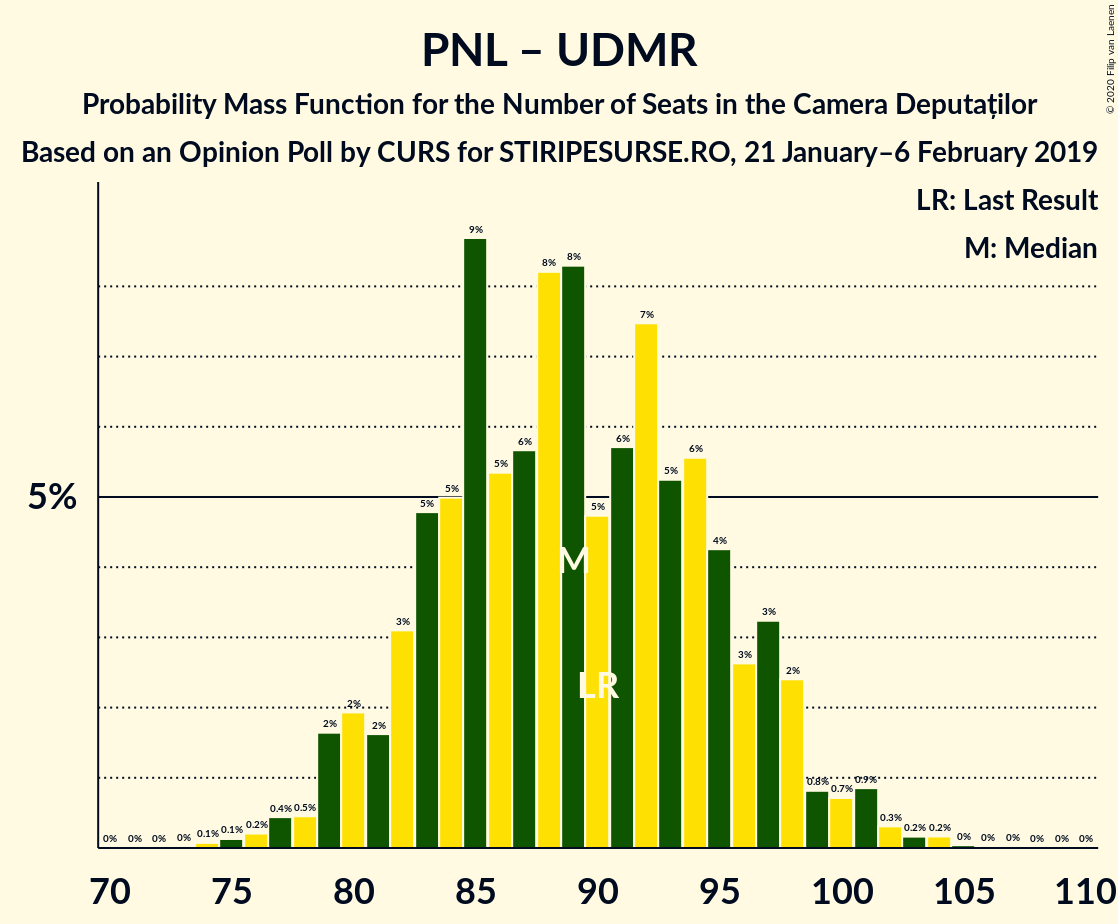 PNL – UDMR
Probability Mass Function for the Number of Seats in the Camera Deputaților
Based on an Opinion Poll by CURS for STIRIPESURSE.RO, 21 January–6 February 2019
© 2020 Filip van Laenen
LR: Last Result
M: Median
5%
0% 0% 0% 0% 0.1% 0.1% 0.2% 0.4% 0.5% 2% 2% 2% 3% 5% 5% 9% 5% 6% 8% 8% 5% 6% 7% 5% 6% 4% 3% 3% 2% 0.8% 0.7% 0.9% 0.3% 0.2% 0.2% 0% 0% 0% 0% 0% 0%
M
LR
70 75 80 85 90 95 100 105 110